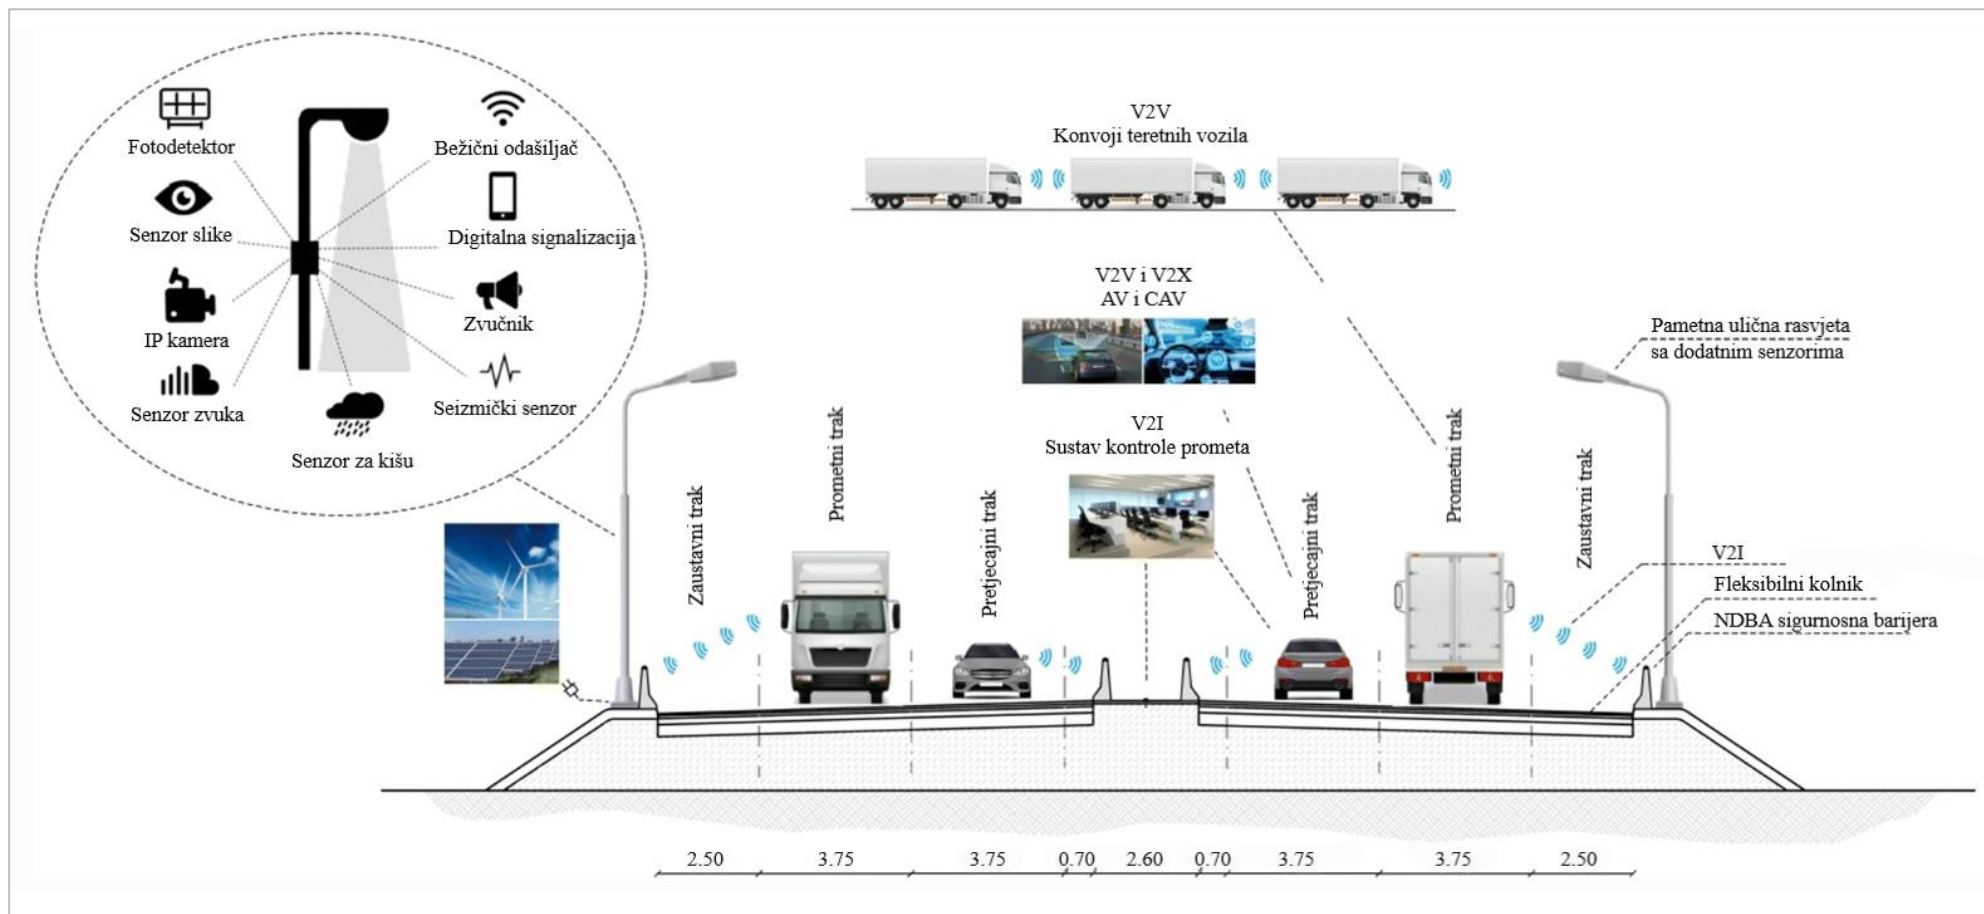 Fotodetektor
Bežični odašiljač
Senzor slike
Digitalna signalizacija
IP kamera
Zvučnik
Senzor zvuka
Seizmički senzor
Senzor za kišu
V2V
Konvoji teretnih vozila
V2V i V2X
AV i CAV
V2I
Sustav kontrole prometa
Pametna ulična rasvjeta
sa dodatnim senzorima
Zaustavni trak
Prometni trak
Pretjecajni trak
Pretjecajni trak
Prometni trak
Zaustavni trak
V2I
Fleksibilni kolnik
NDBA sigurnosna barijera
2.50 3.75 3.75 0.70 2.60 0.70 3.75 3.75 2.50